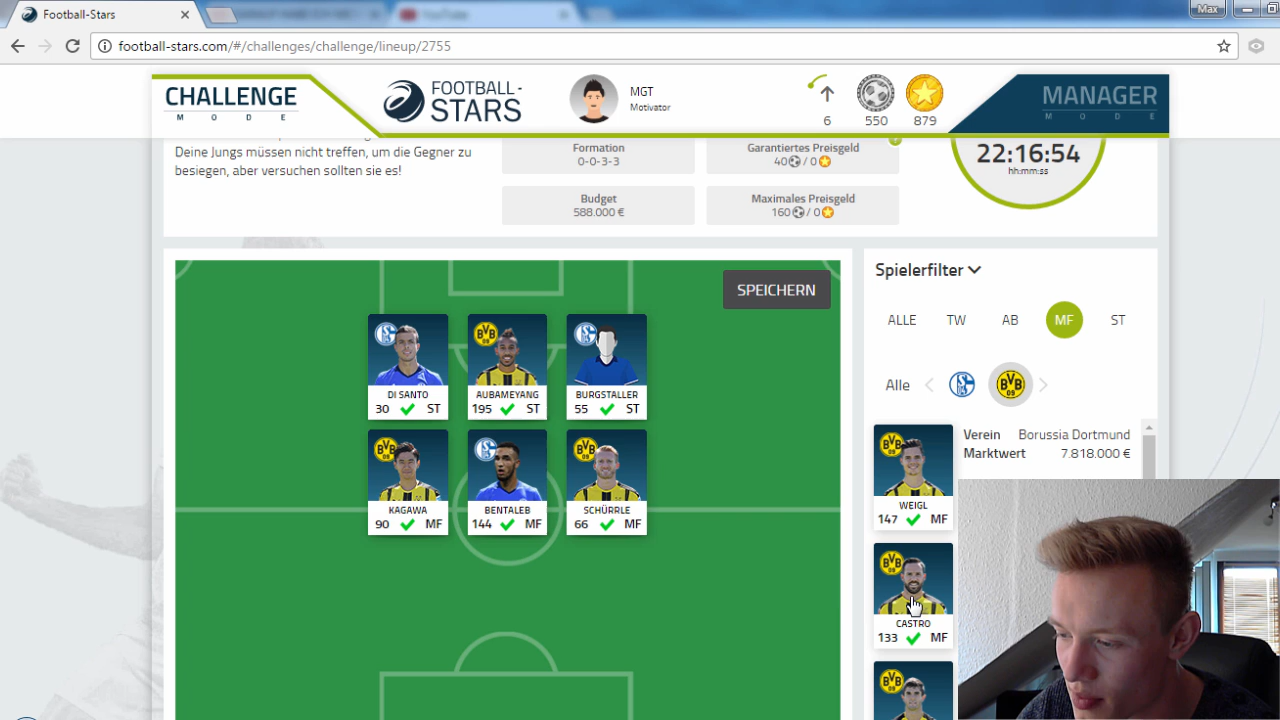 Football-Stars
YouTube
Max
football-stars.com/#/challenges/challenge/lineup/2755
CHALLENGE
MODE
FOOTBALL-
STARS
MGT
Motivator
6
550
879
MANAGER
MODE
Deine Jungs müssen nicht treffen, um die Gegner zu
besiegen, aber versuchen sollten sie es!
Formation
0-0-3-3
Garantiertes Preisgeld
40 / 0
Budget
588.000 €
Maximales Preisgeld
160 / 0
22:16:54
hh:mm:ss
SPEICHERN
DI SANTO
30 ST
AUBAMEYANG
195 ST
BURGSTALLER
55 ST
KAGAWA
90 MF
BENTALEB
144 MF
SCHÜRRLE
66 MF
Spielerfilter
ALLE TW AB MF ST
Alle
BVB
09
Verein Borussia Dortmund
Marktwert 7.818.000 €
WEIGL
147 MF
CASTRO
133 MF